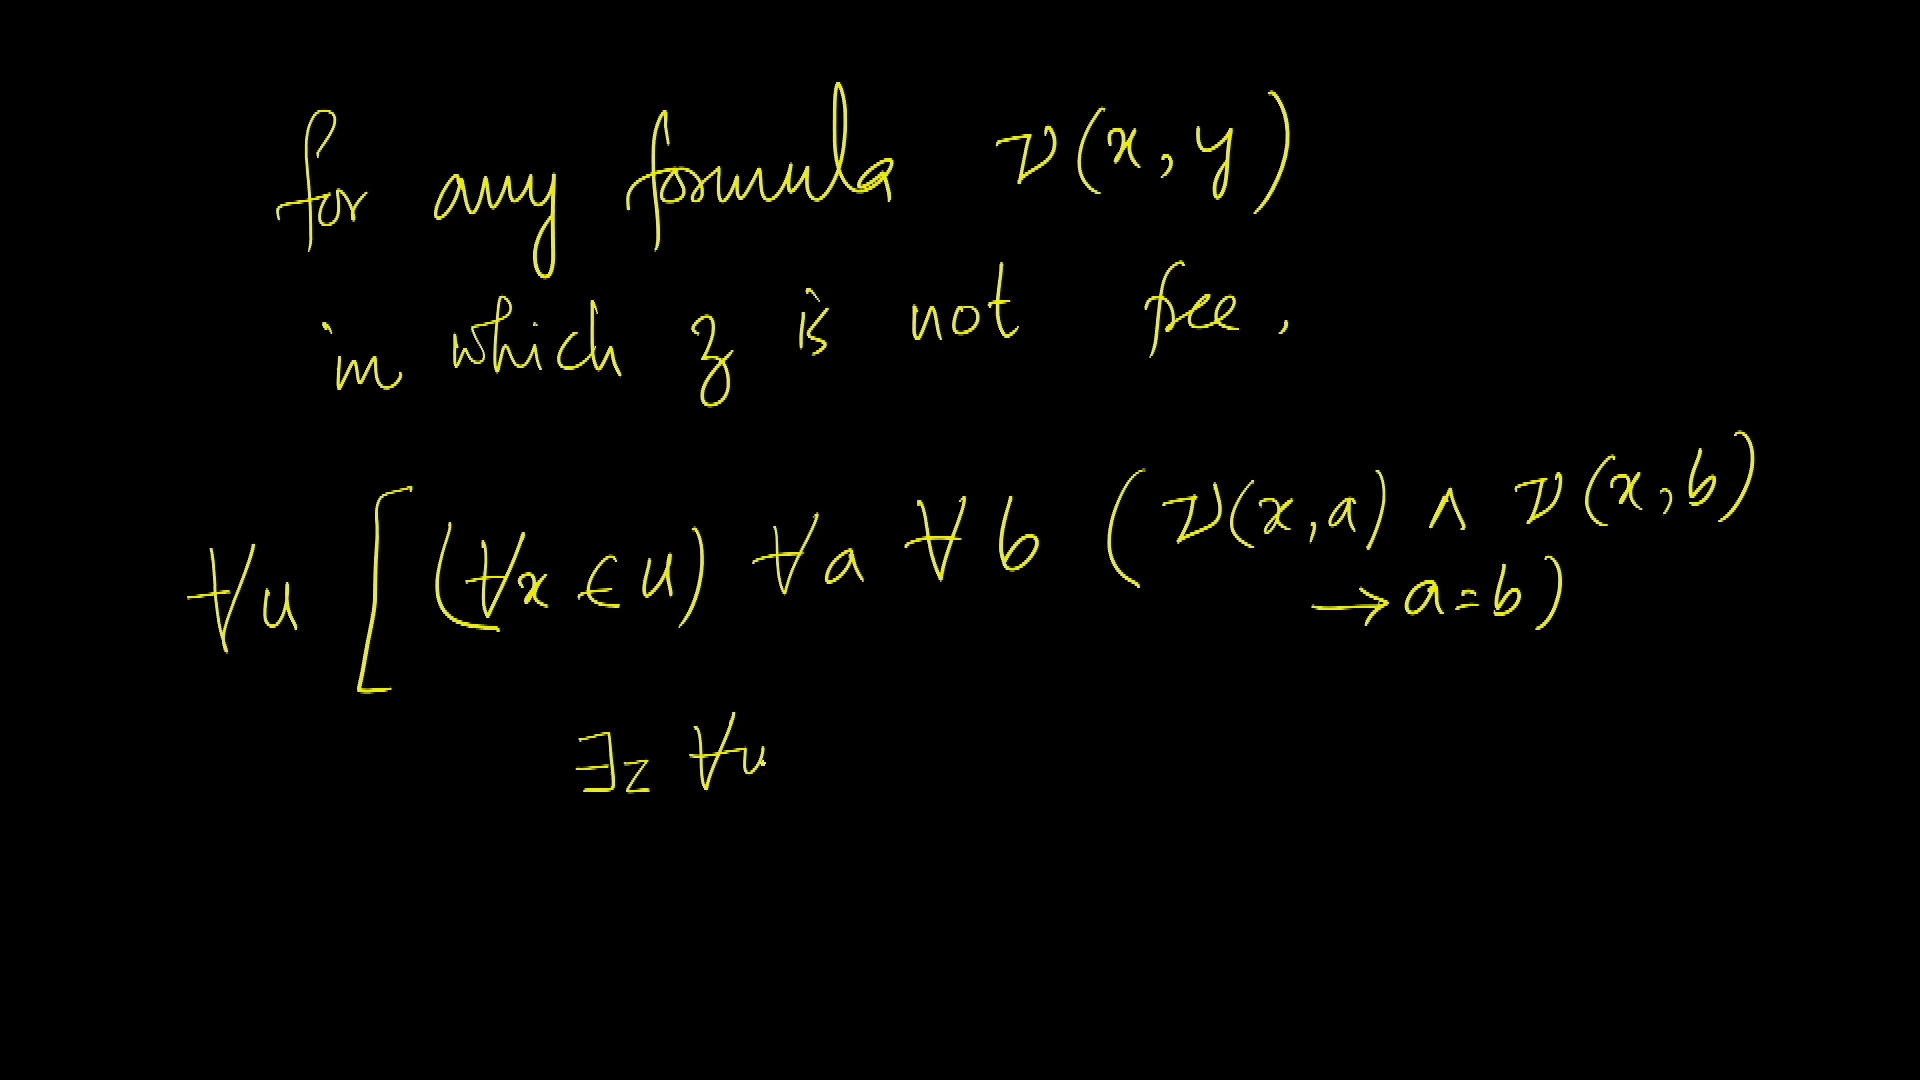 for any formula ν(x, y)
in which z is not free,
∀u [ (∀x ∈ u) ∀a ∀b ( ν(x, a) ∧ ν(x, b)
→ a = b )
∃z ∀v